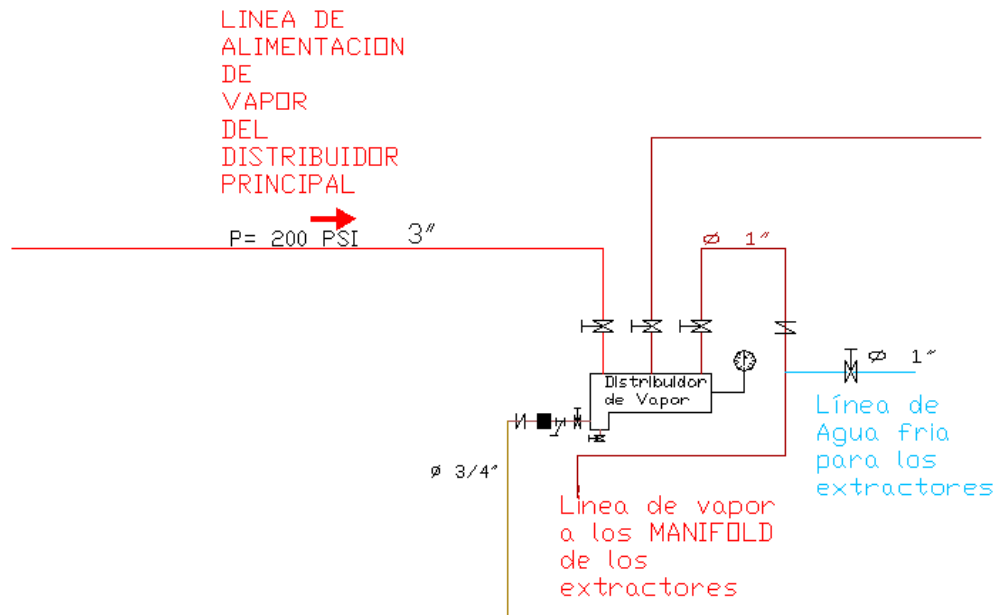 LINEA DE
ALIMENTACION
DE
VAPOR
DEL
DISTRIBUIDOR
PRINCIPAL
P= 200 PSI
3"
ø 1"
Distribuidor
de Vapor
ø 1"
Línea de
Agua fria
para los
extractores
ø 3/4"
Linea de vapor
a los MANIFOLD
de los
extractores